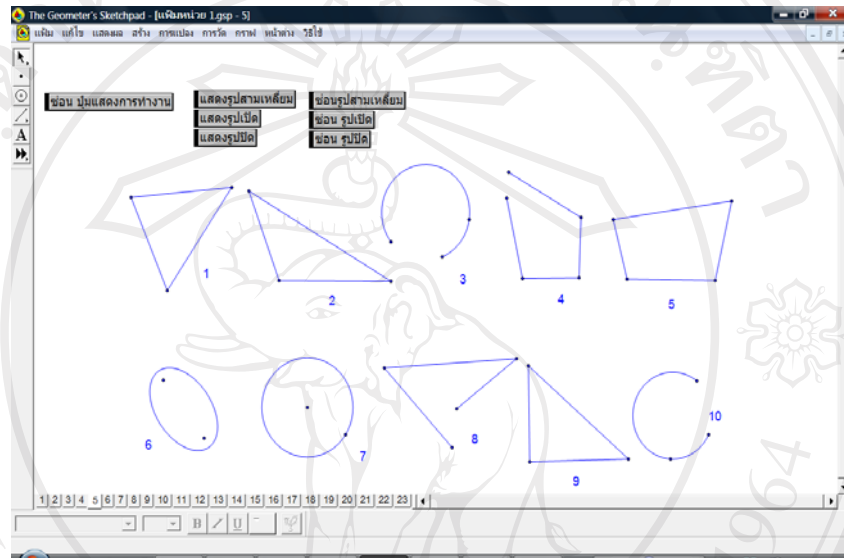 The Geometer's Sketchpad - [แฟ้มหน่วย 1.gsp - 5]
แฟ้ม แก้ไข แสดงผล สร้าง การแปลง การวัด กราฟ หน้าต่าง วิธีใช้
ซ่อน ปุ่มแสดงการทำงาน
แสดงรูปสามเหลี่ยม ซ่อนรูปสามเหลี่ยม
แสดงรูปเปิด ซ่อน รูปเปิด
แสดงรูปปิด ซ่อน รูปปิด
A
1
2
3
4
5
6
7
8
9
10
1 2 3 4 5 6 7 8 9 10 11 12 13 14 15 16 17 18 19 20 21 22 23
B I U
1964